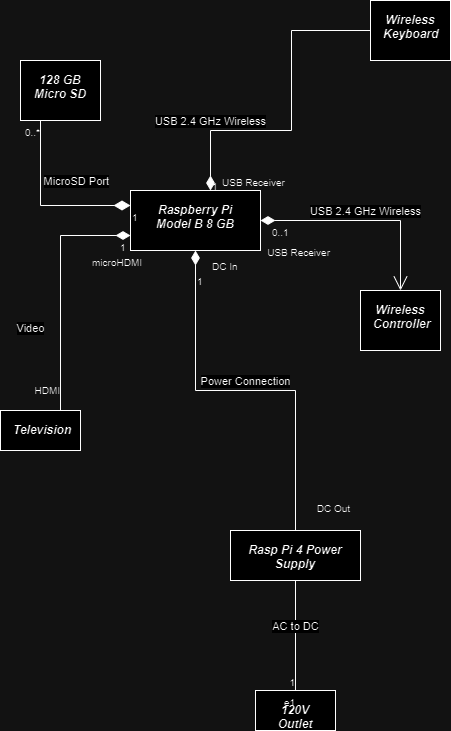 Wireless
Keyboard
128 GB
Micro SD
0..*
USB 2.4 GHz Wireless
MicroSD Port
1
USB Receiver
1
Raspberry Pi
Model B 8 GB
USB 2.4 GHz Wireless
0..1
1
microHDMI
USB Receiver
DC In
1
Wireless
Controller
Video
HDMI
Television
Power Connection
DC Out
Rasp Pi 4 Power
Supply
AC to DC
1
e1
120V
Outlet